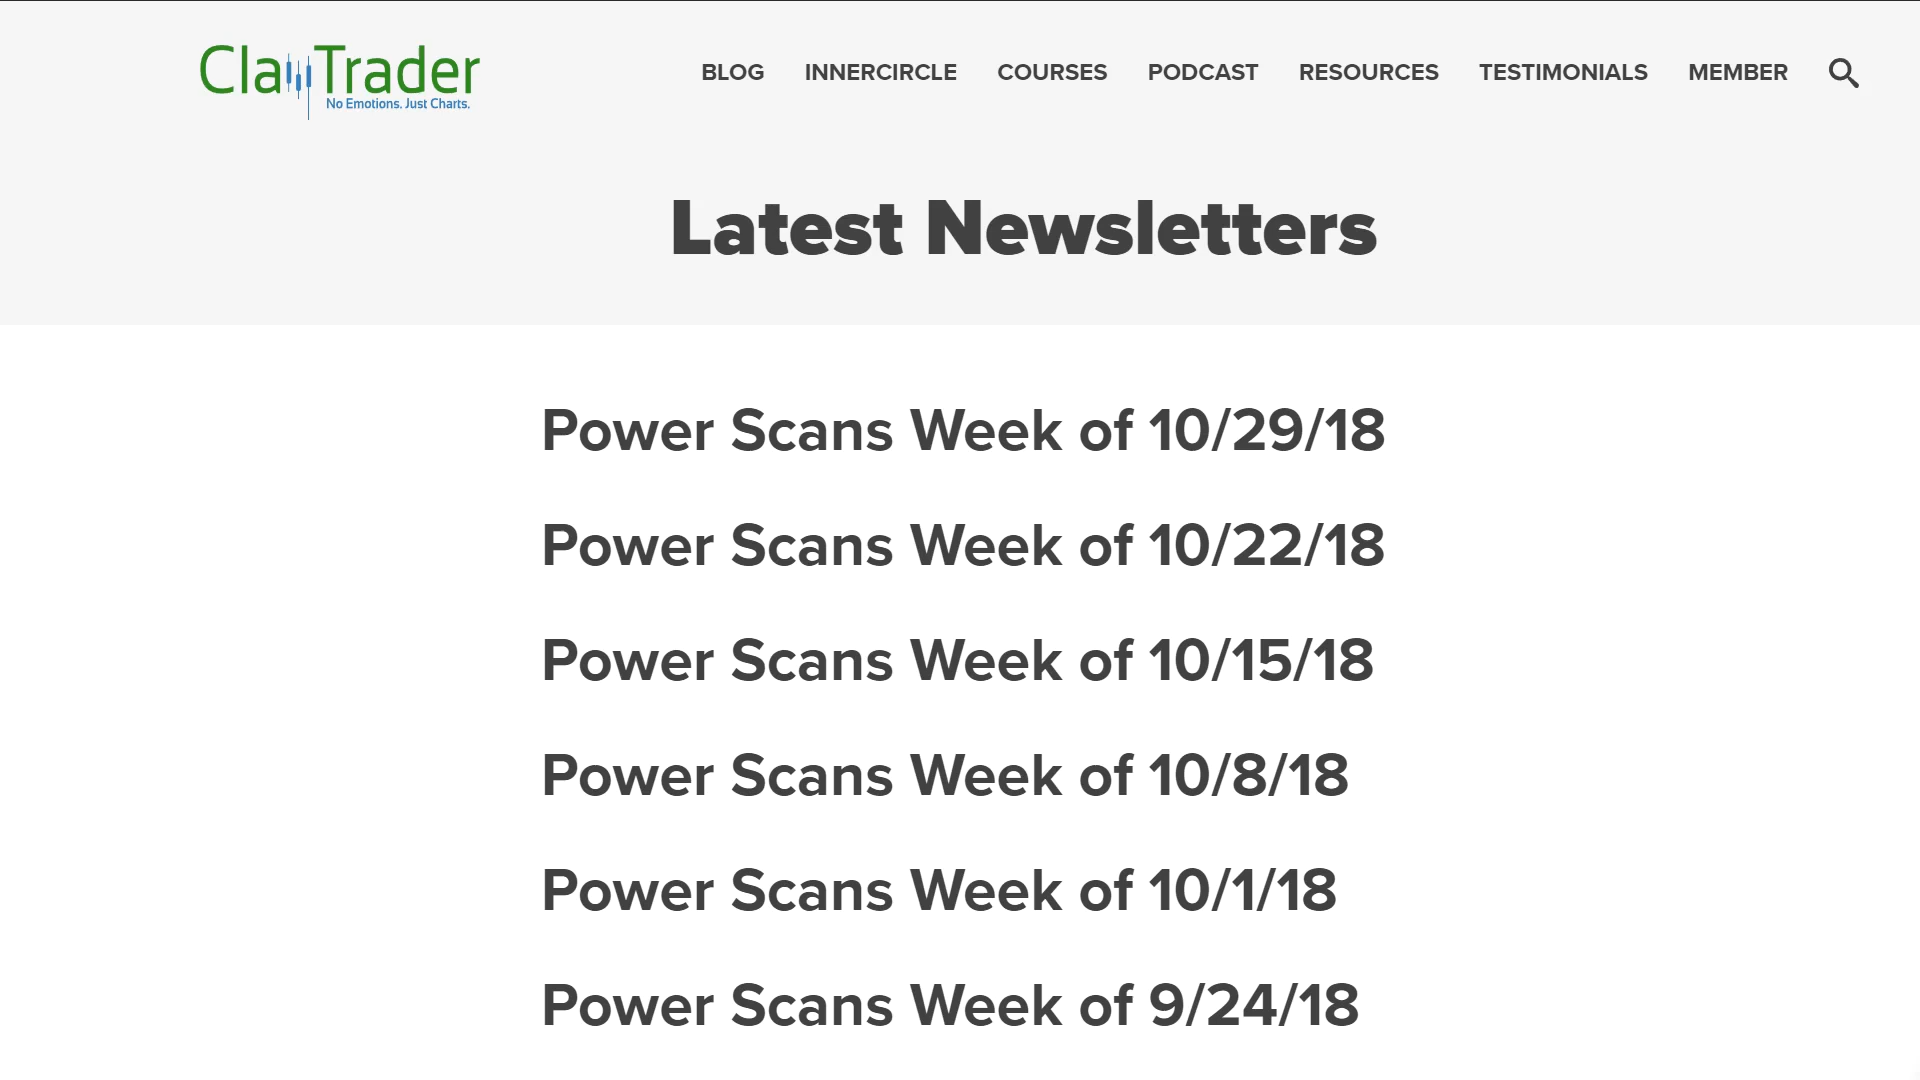 ClayTrader
No Emotions. Just Charts.
BLOG INNERCIRCLE COURSES PODCAST RESOURCES TESTIMONIALS MEMBER
Latest Newsletters
Power Scans Week of 10/29/18
Power Scans Week of 10/22/18
Power Scans Week of 10/15/18
Power Scans Week of 10/8/18
Power Scans Week of 10/1/18
Power Scans Week of 9/24/18